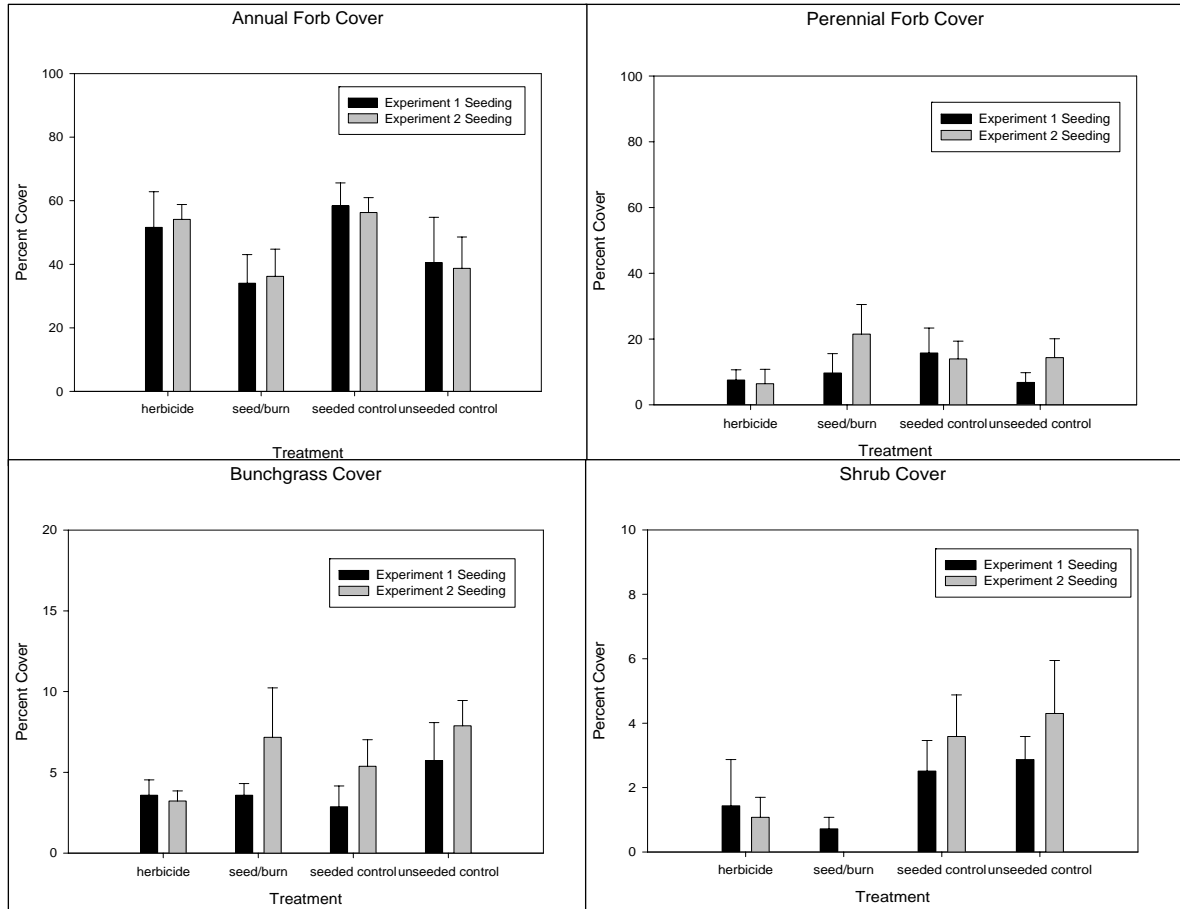 Annual Forb Cover
100
80
60
40
20
0
Percent Cover
Experiment 1 Seeding
Experiment 2 Seeding
herbicide seed/burn seeded control unseeded control
Treatment
Perennial Forb Cover
100
80
60
40
20
0
Percent Cover
Experiment 1 Seeding
Experiment 2 Seeding
herbicide seed/burn seeded control unseeded control
Treatment
Bunchgrass Cover
20
15
10
5
0
Percent Cover
Experiment 1 Seeding
Experiment 2 Seeding
herbicide seed/burn seeded control unseeded control
Treatment
Shrub Cover
10
8
6
4
2
0
Percent Cover
Experiment 1 Seeding
Experiment 2 Seeding
herbicide seed/burn seeded control unseeded control
Treatment